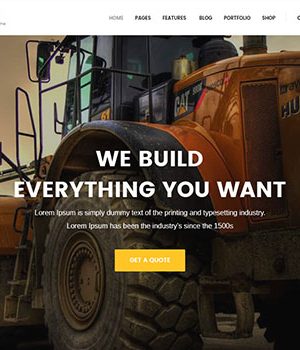 HOME PAGES FEATURES BLOG PORTFOLIO SHOP
CAT
WE BUILD
EVERYTHING YOU WANT
Lorem Ipsum is simply dummy text of the printing and typesetting industry.
Lorem Ipsum has been the industry's since the 1500s
GET A QUOTE